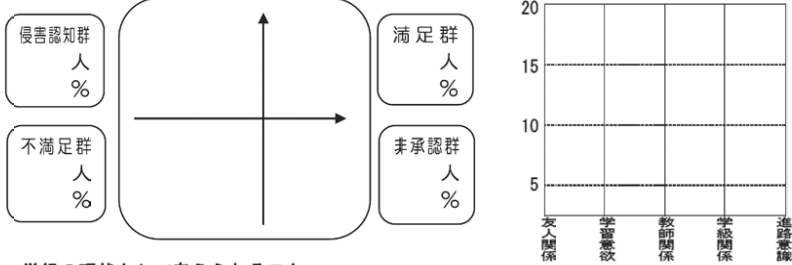 侵害認知群
人
%
満足群
人
%
不満足群
人
%
非承認群
人
%
20
15
10
5
友人関係
学習意欲
教師関係
学級関係
進路意識